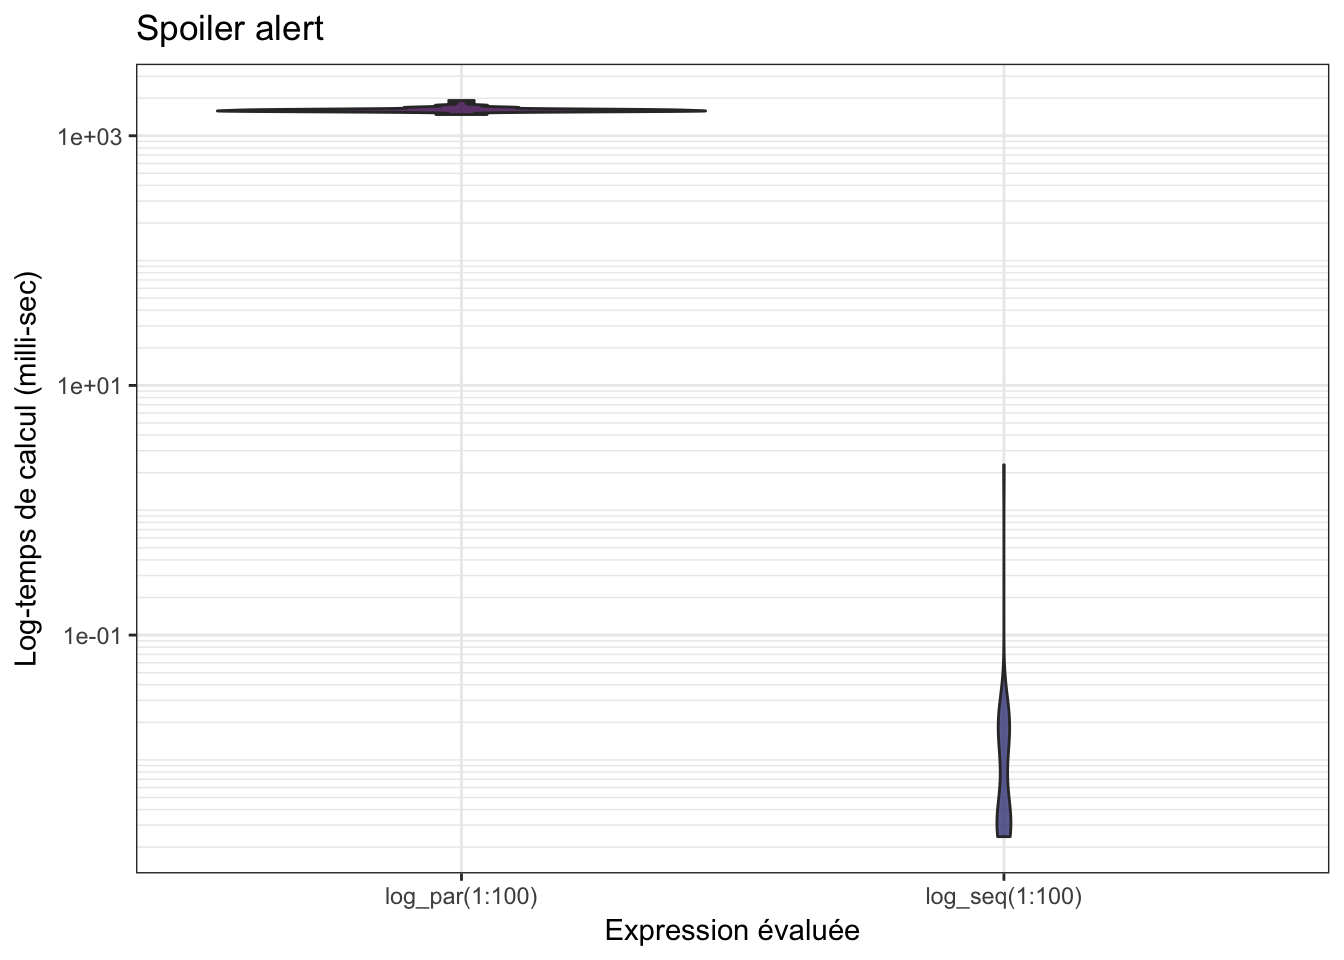 Spoiler alert
Log-temps de calcul (milli-sec)
1e+03
1e+01
1e-01
log_par(1:100)
log_seq(1:100)
Expression évaluée